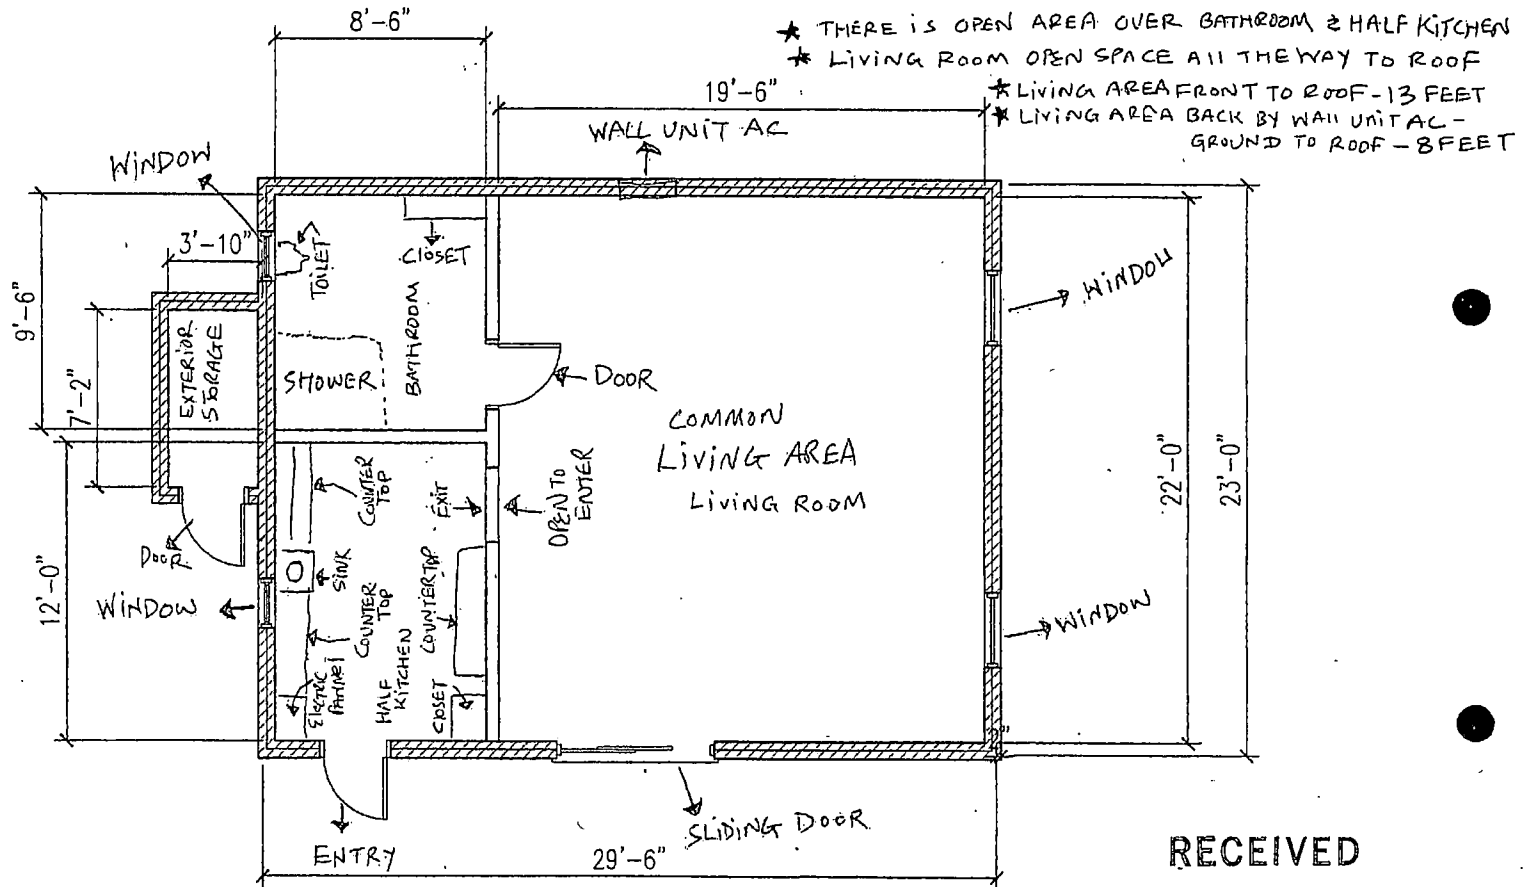 8'-6"
★ THERE iS OPEN AREA OVER BATHROOM & HALF KiTCHEN
★ LiViNG ROOM OPEN SPACE All THE WAY TO ROOF
★ LiViNG AREA FRONT TO ROOF - 13 FEET
★ LiViNG AREA BACK BY WAll UNiT AC -
GROUND TO ROOF - 8 FEET
19'-6"
WALL UNiT AC
WiNDOW
3'-10"
TOiLET
ClOSET
BATHROOM
9'-6"
EXTERiOR
STORAGE
7'-2"
SHOWER
DOOR
WiNDOW
COMMON
LiViNG AREA
LiViNG ROOM
22'-0"
23'-0"
COUNTER
TOP
EXiT
OPEN TO
ENTER
DOOR
SiNK
12'-0"
WiNDOW
COUNTER
TOP
COUNTERTOP
WiNDOW
ElEctRiC
PANNEl
HALF
KiTCHEN
ClOSET
ENTRY
SLiDiNG DOOR
29'-6"
RECEIVED